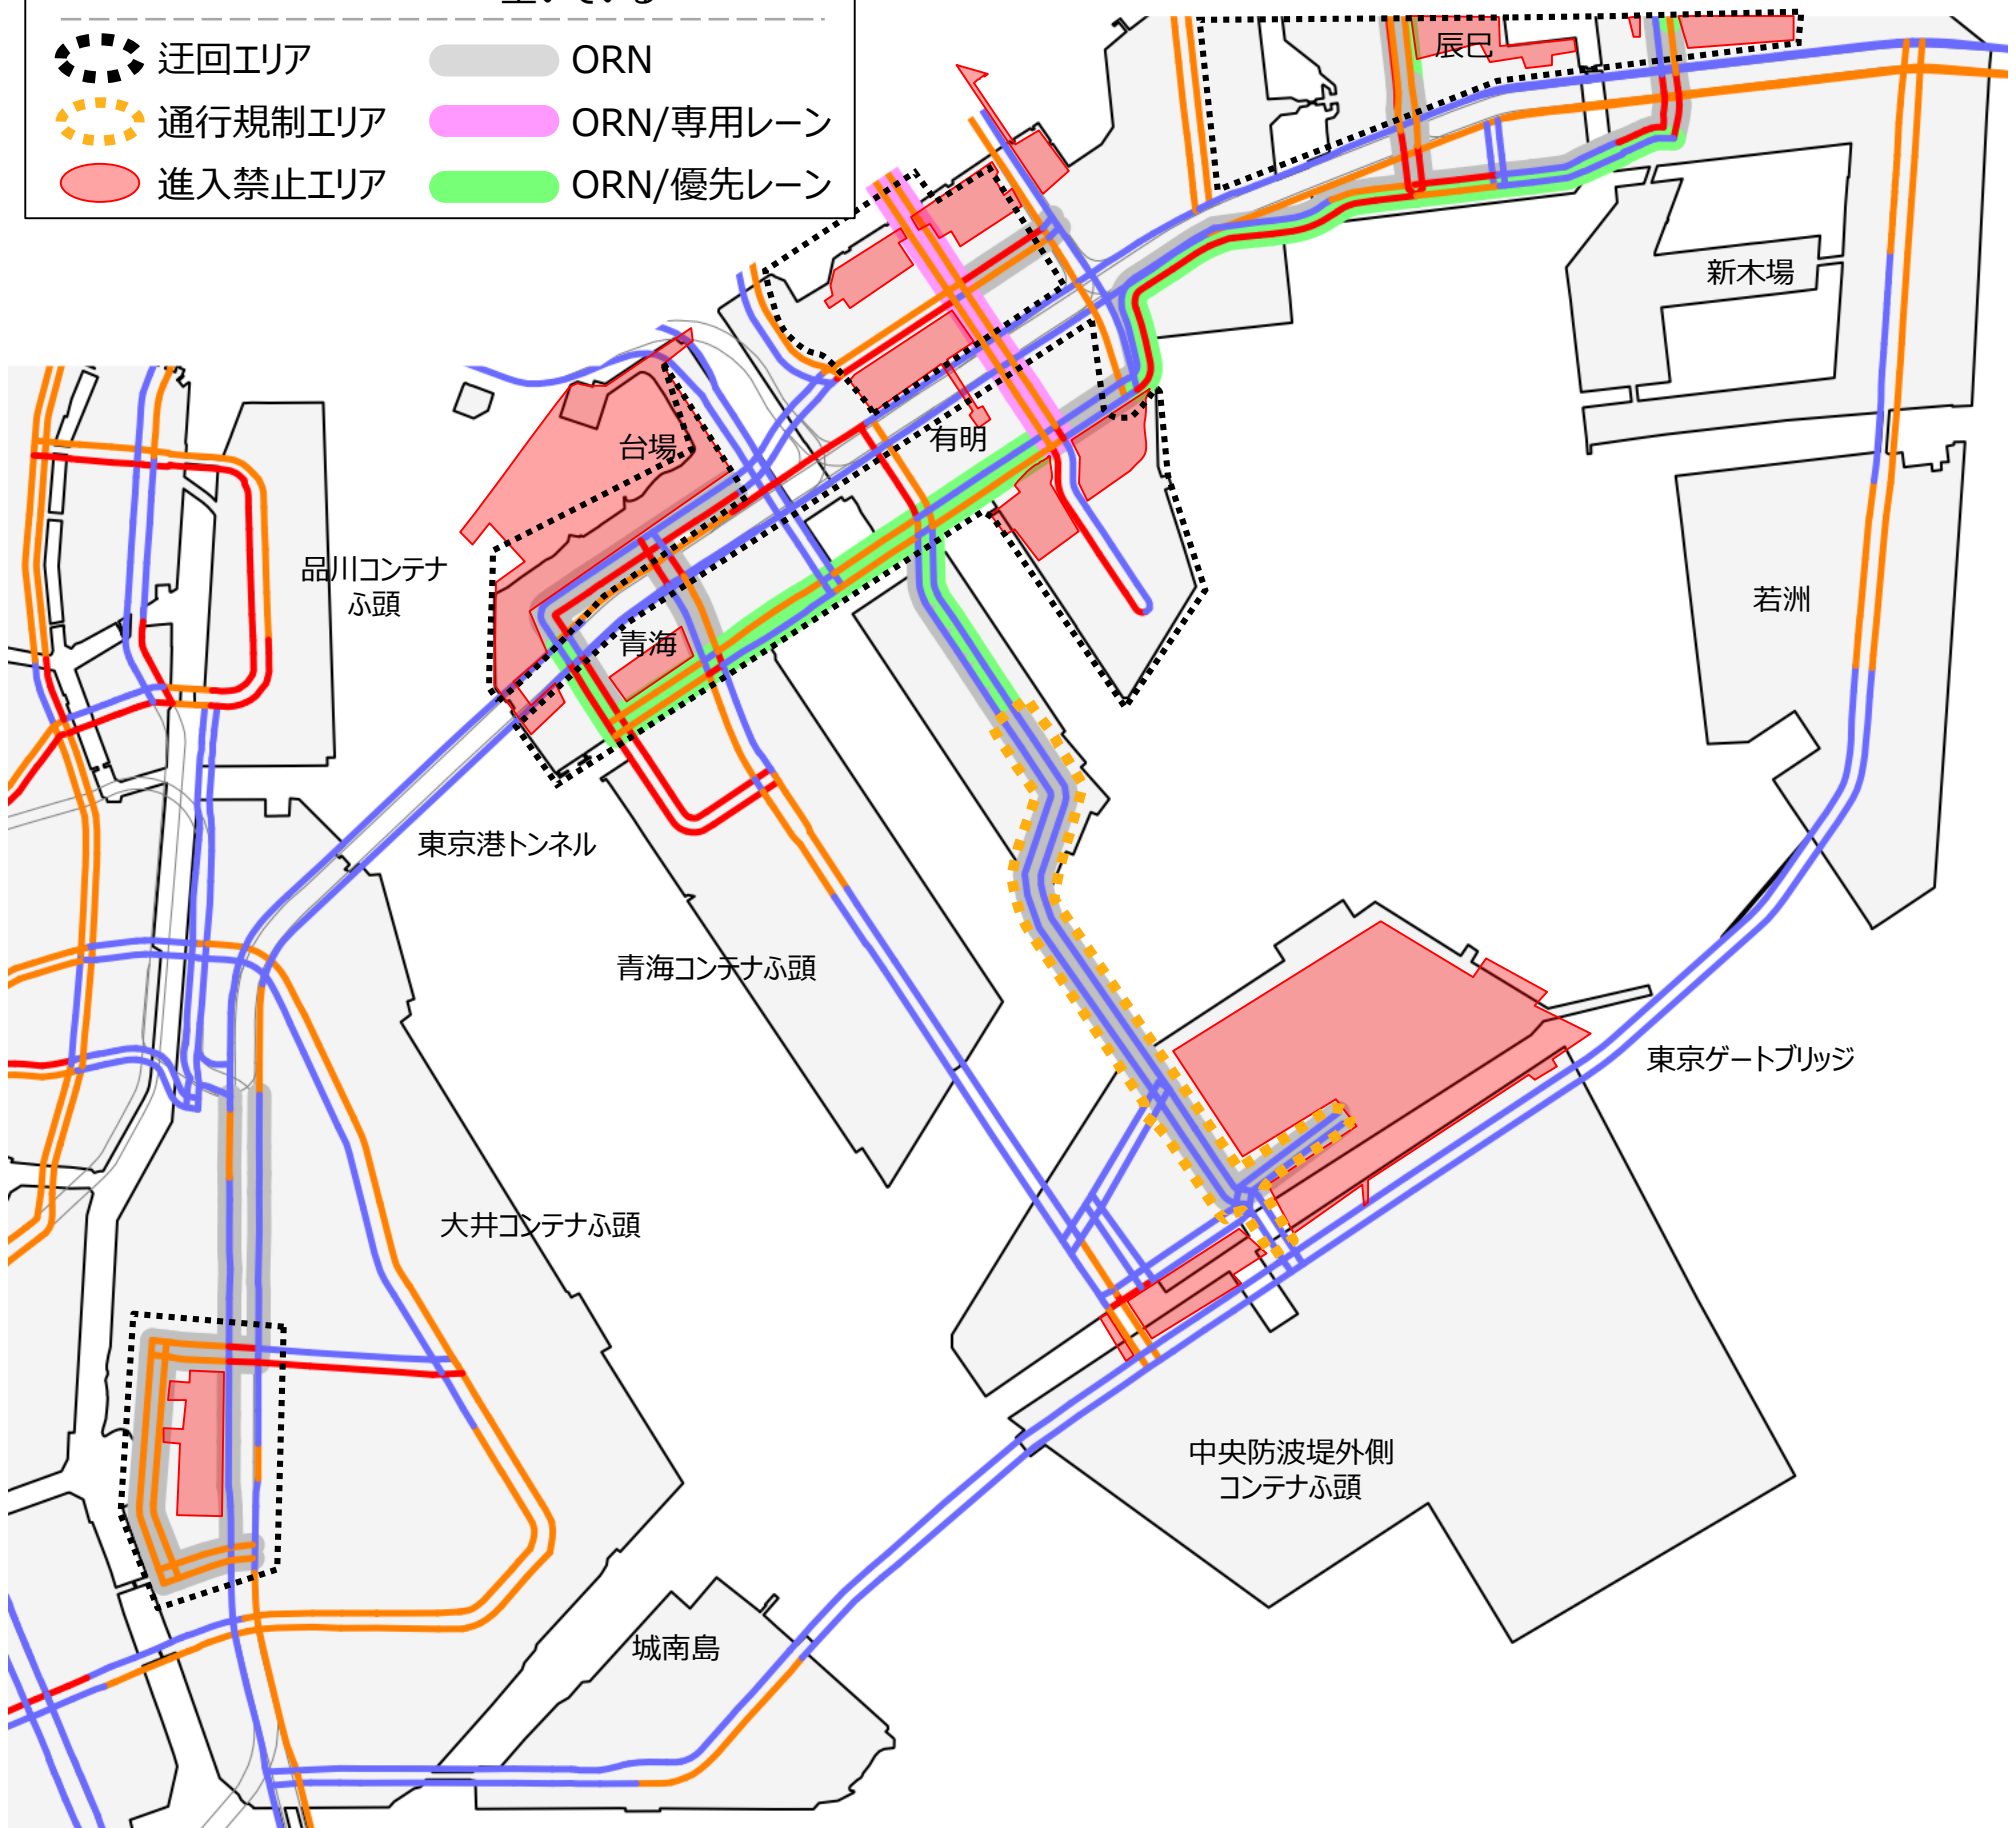 空いている
迂回エリア
ORN
通行規制エリア
ORN/専用レーン
進入禁止エリア
ORN/優先レーン
辰巳
新木場
台場
有明
品川コンテナ
ふ頭
若洲
青海
東京港トンネル
青海コンテナふ頭
東京ゲートブリッジ
大井コンテナふ頭
中央防波堤外側
コンテナふ頭
城南島